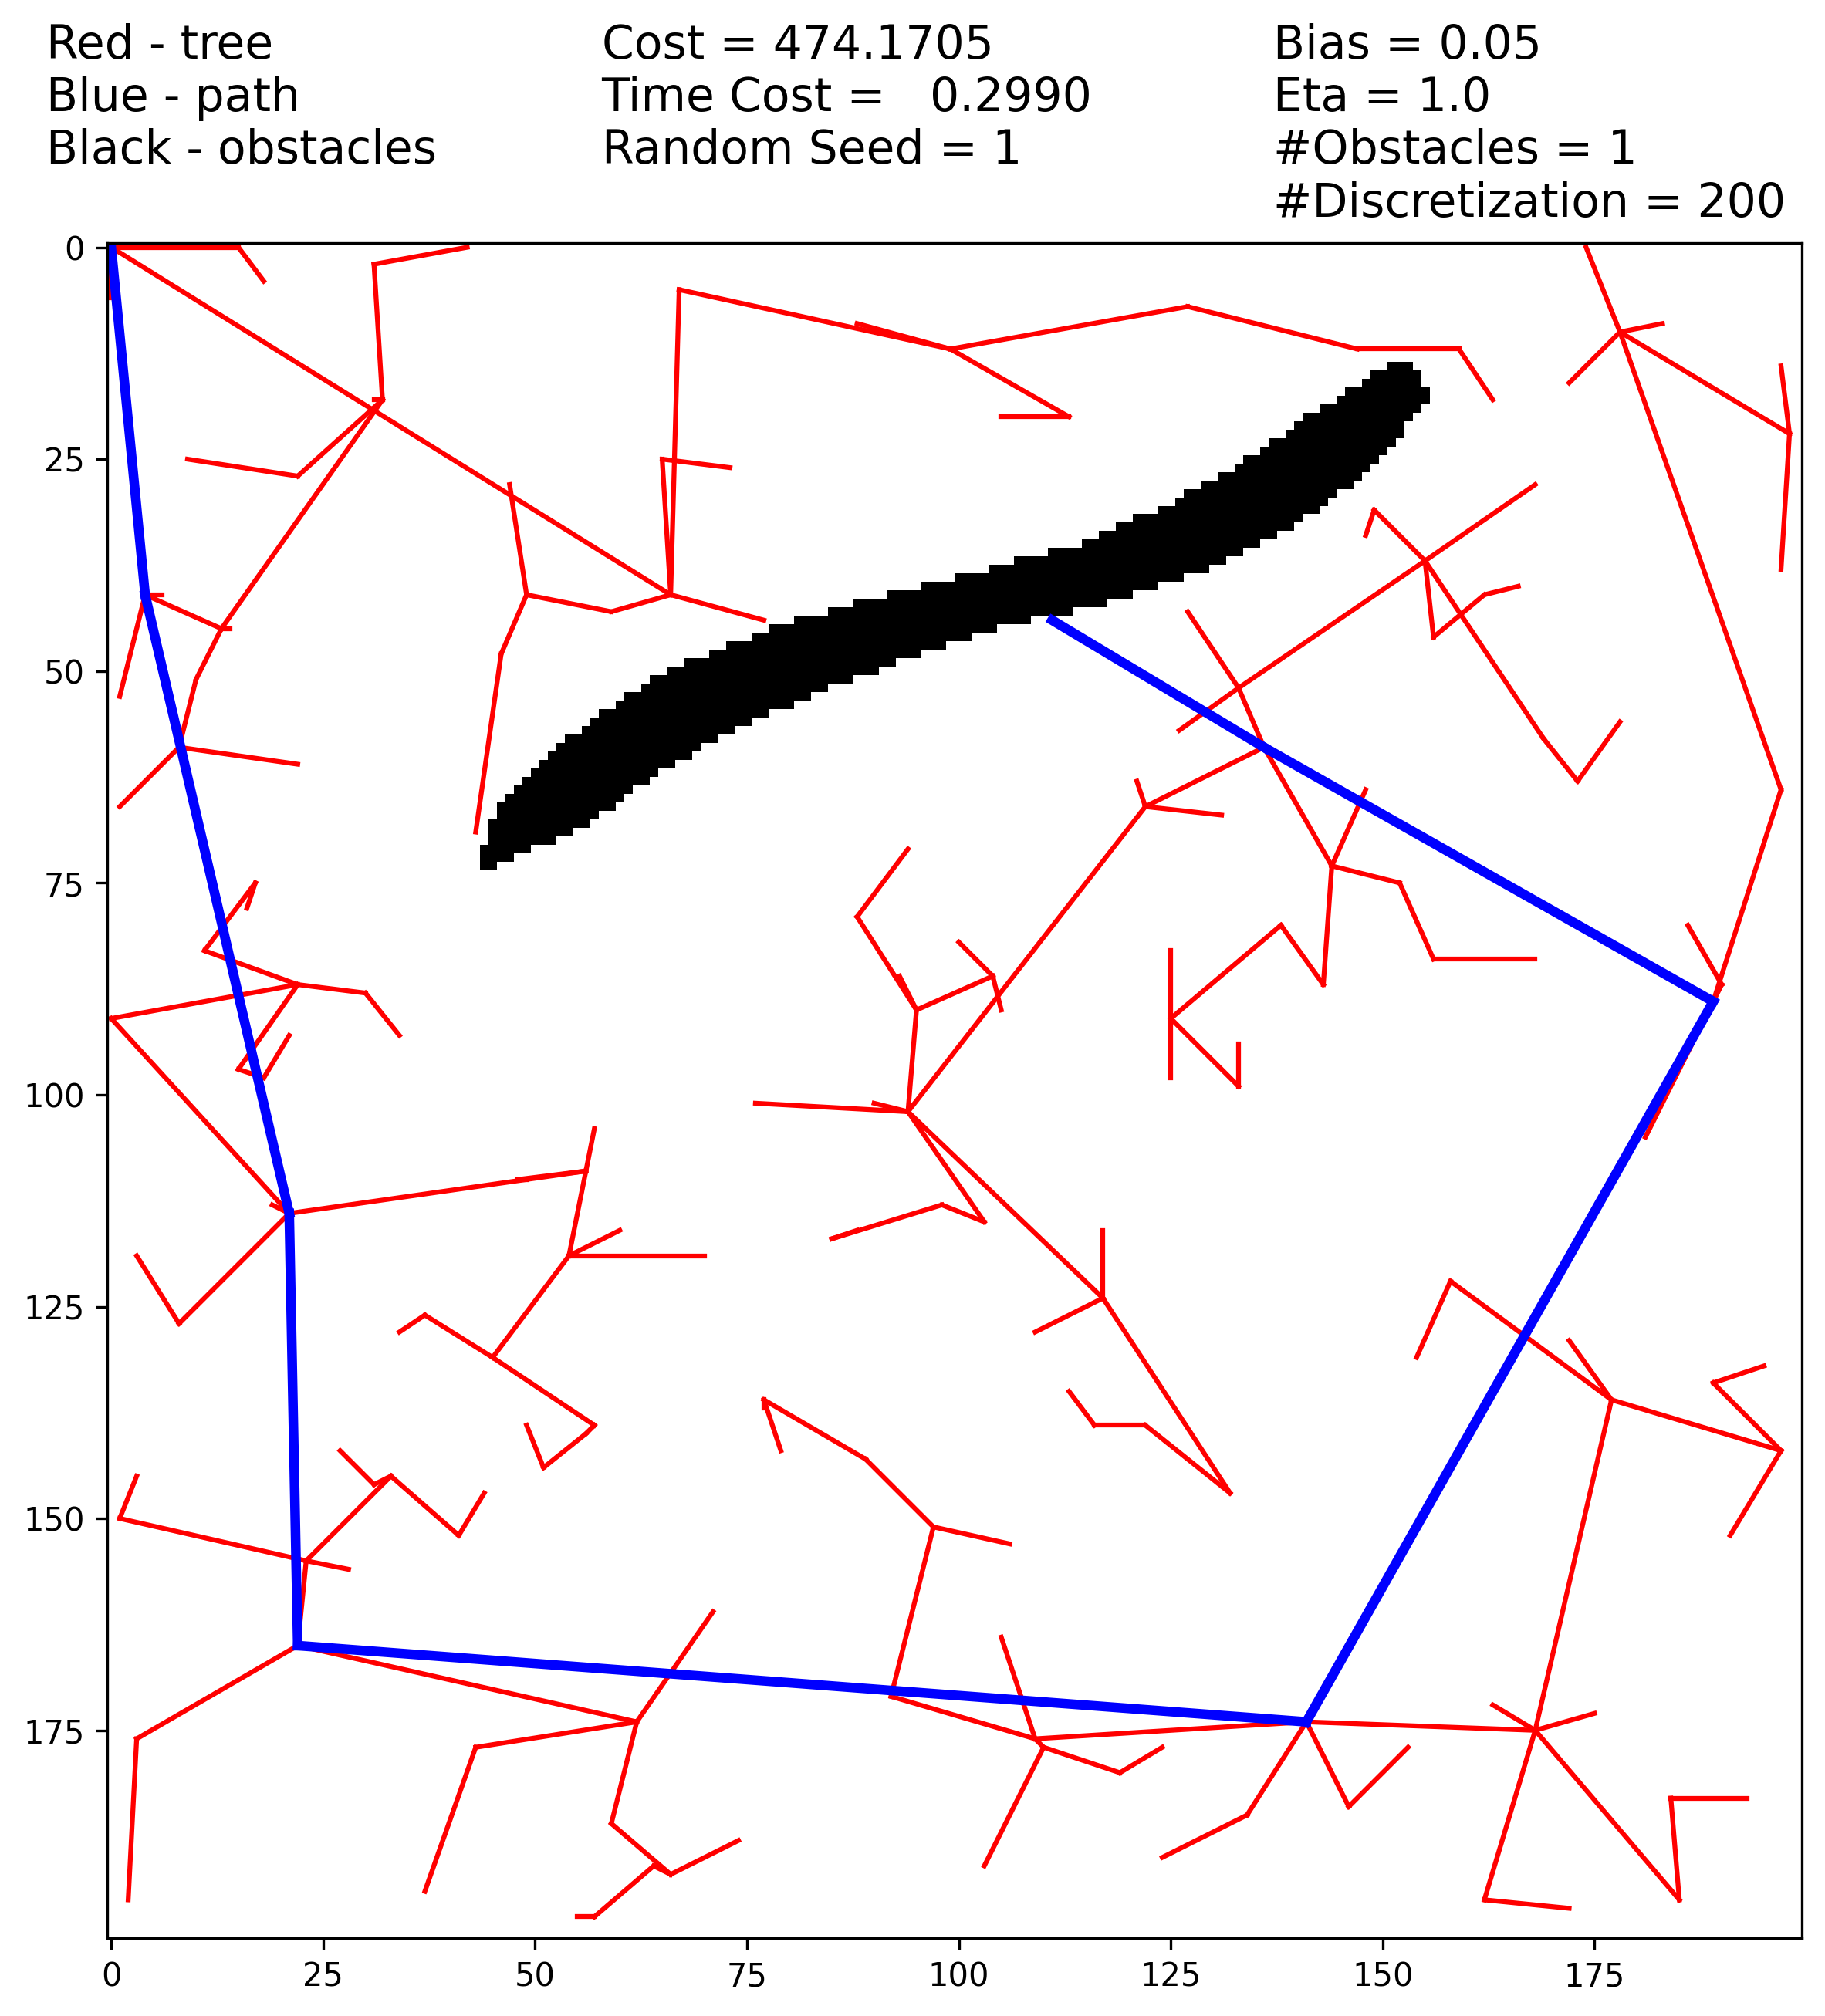 Red - tree
Blue - path
Black - obstacles
Cost = 474.1705
Time Cost =   0.2990
Random Seed = 1
Bias = 0.05
Eta = 1.0
#Obstacles = 1
#Discretization = 200
0
25
50
75
100
125
150
175
0 25 50 75 100 125 150 175